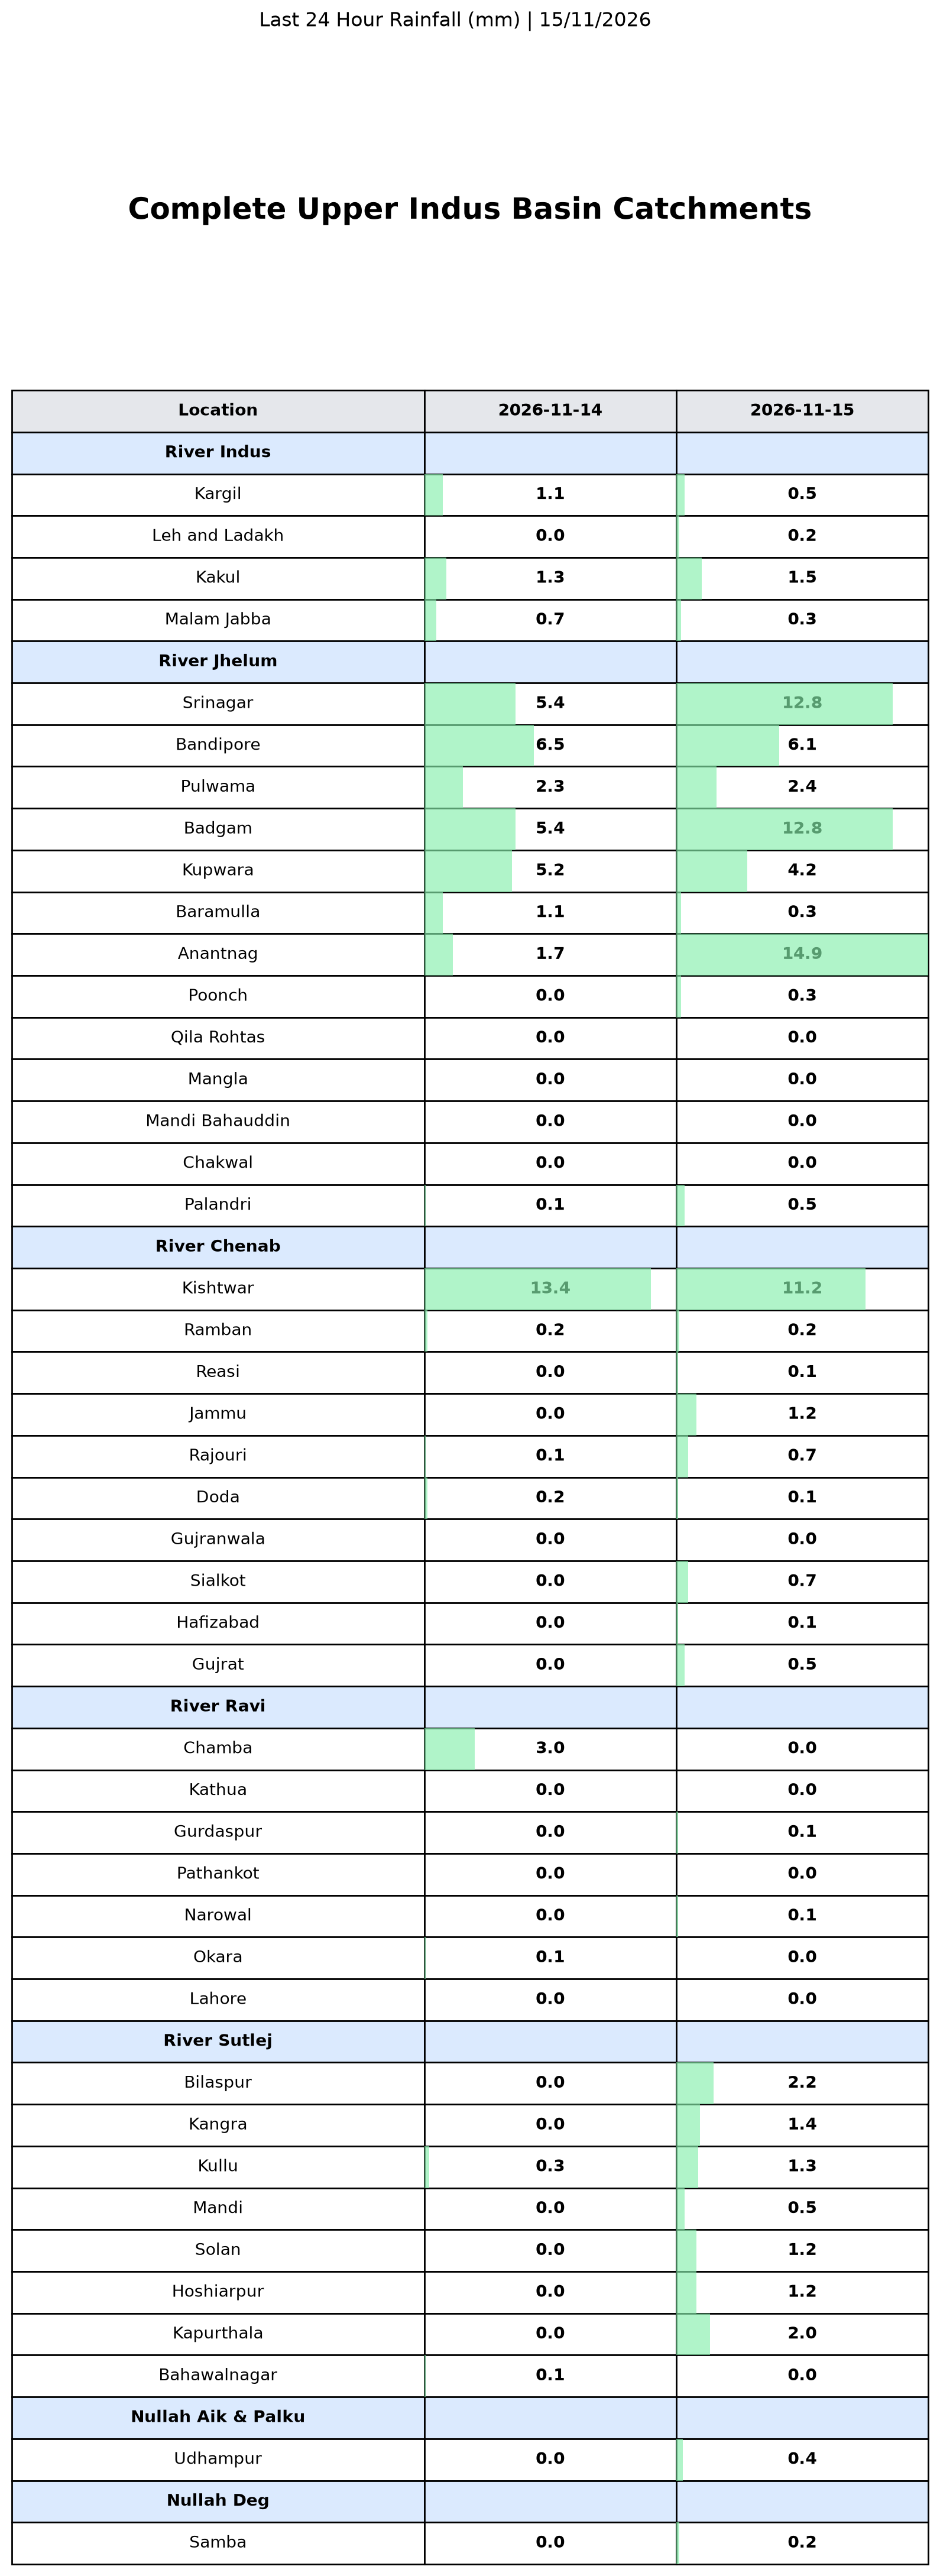 Last 24 Hour Rainfall (mm) | 15/11/2026
Complete Upper Indus Basin Catchments
Location 2026-11-14 2026-11-15
River Indus
Kargil 1.1 0.5
Leh and Ladakh 0.0 0.2
Kakul 1.3 1.5
Malam Jabba 0.7 0.3
River Jhelum
Srinagar 5.4 12.8
Bandipore 6.5 6.1
Pulwama 2.3 2.4
Badgam 5.4 12.8
Kupwara 5.2 4.2
Baramulla 1.1 0.3
Anantnag 1.7 14.9
Poonch 0.0 0.3
Qila Rohtas 0.0 0.0
Mangla 0.0 0.0
Mandi Bahauddin 0.0 0.0
Chakwal 0.0 0.0
Palandri 0.1 0.5
River Chenab
Kishtwar 13.4 11.2
Ramban 0.2 0.2
Reasi 0.0 0.1
Jammu 0.0 1.2
Rajouri 0.1 0.7
Doda 0.2 0.1
Gujranwala 0.0 0.0
Sialkot 0.0 0.7
Hafizabad 0.0 0.1
Gujrat 0.0 0.5
River Ravi
Chamba 3.0 0.0
Kathua 0.0 0.0
Gurdaspur 0.0 0.1
Pathankot 0.0 0.0
Narowal 0.0 0.1
Okara 0.1 0.0
Lahore 0.0 0.0
River Sutlej
Bilaspur 0.0 2.2
Kangra 0.0 1.4
Kullu 0.3 1.3
Mandi 0.0 0.5
Solan 0.0 1.2
Hoshiarpur 0.0 1.2
Kapurthala 0.0 2.0
Bahawalnagar 0.1 0.0
Nullah Aik & Palku
Udhampur 0.0 0.4
Nullah Deg
Samba 0.0 0.2